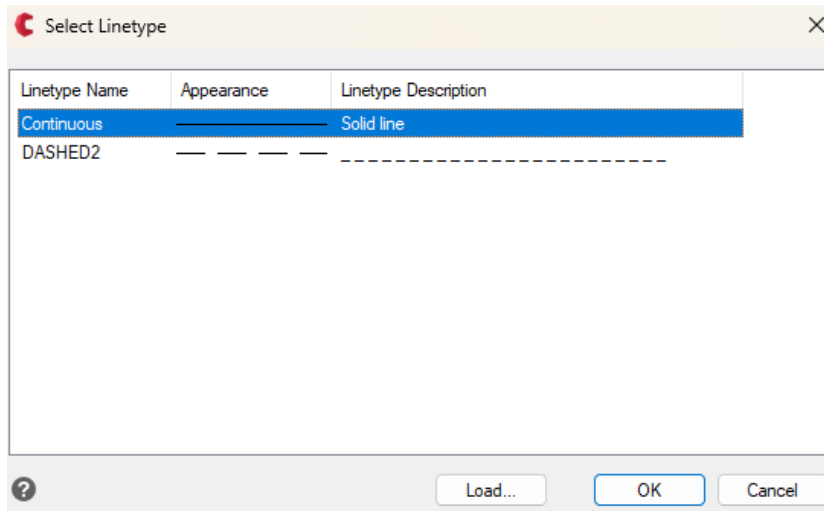 Select Linetype
Linetype Name Appearance Linetype Description
Continuous Solid line
DASHED2 _ _ _ _ _ _ _ _ _ _ _ _ _ _ _ _ _ _ _ _ _ _ _ _
Load... OK Cancel